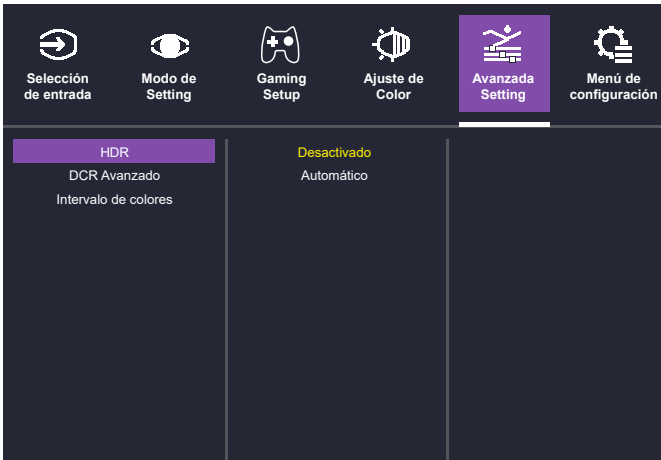 Selección
de entrada
Modo de
Setting
Gaming
Setup
Ajuste de
Color
Avanzada
Setting
Menú de
configuración
HDR
DCR Avanzado
Intervalo de colores
Desactivado
Automático